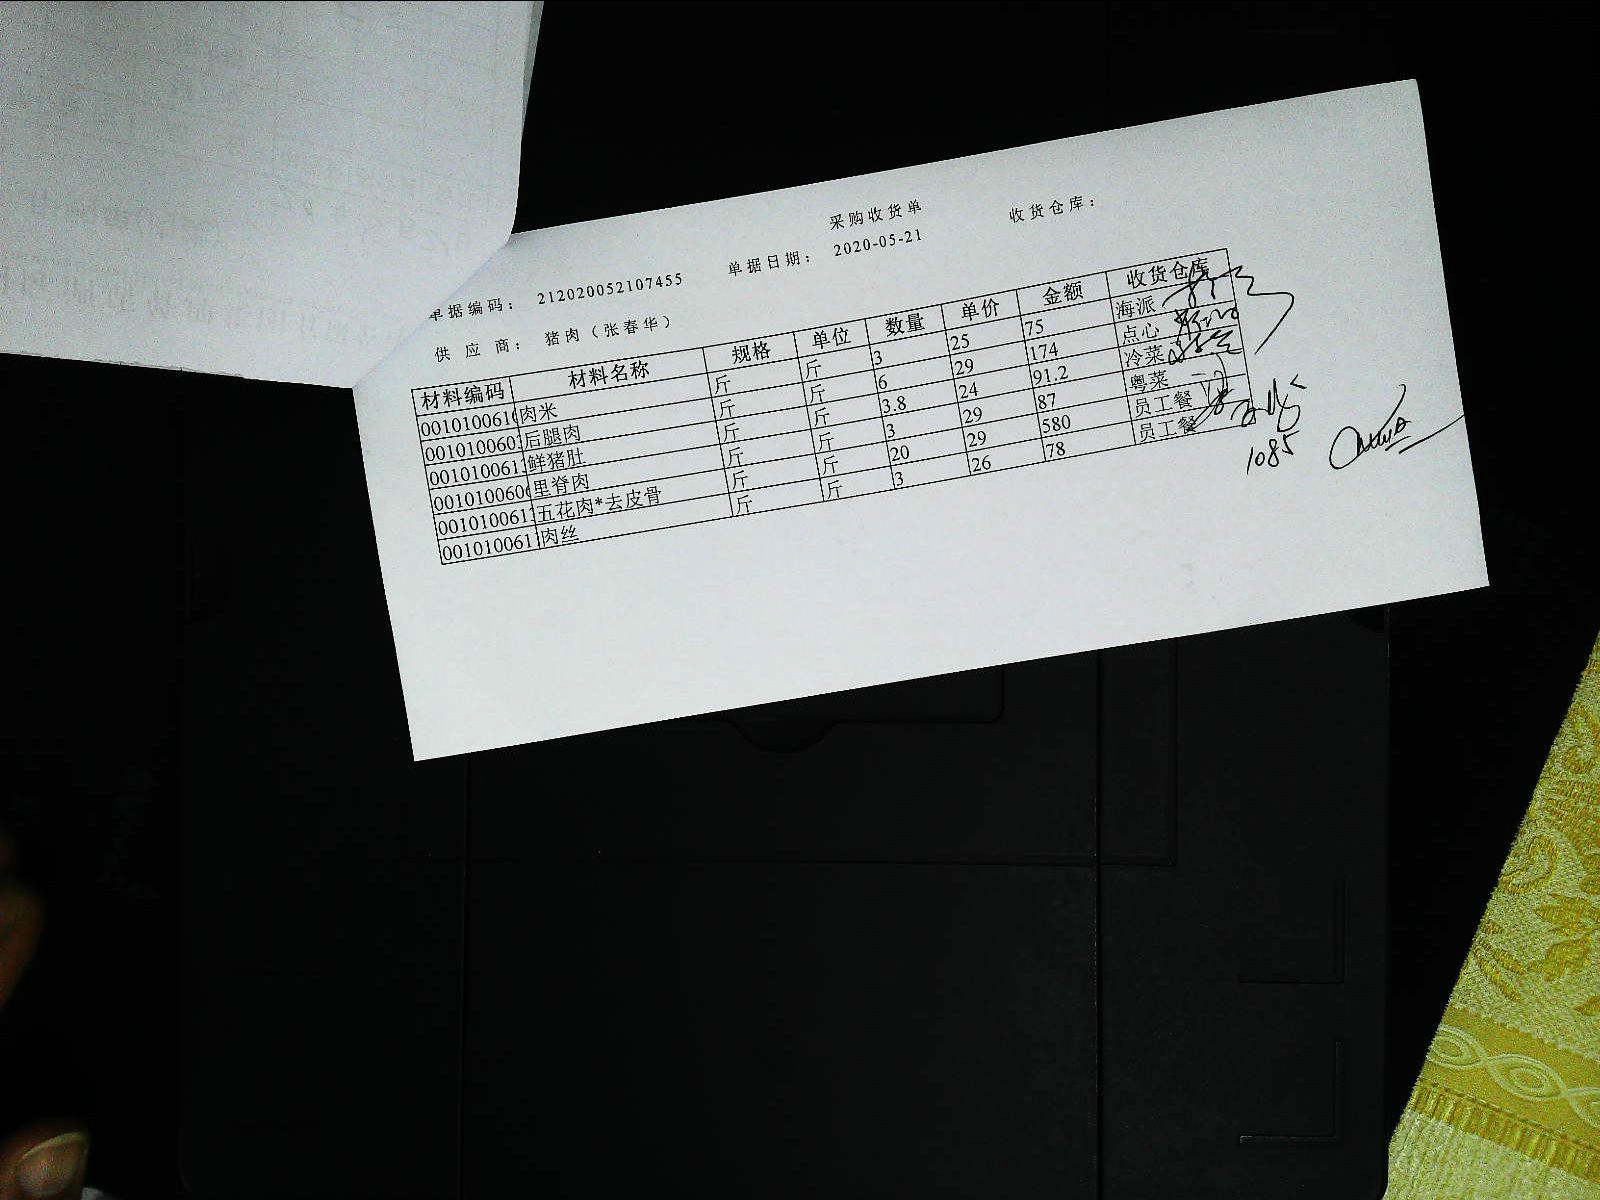 采购收货单
单据编码： 212020052107455 单据日期： 2020-05-21 收货仓库：
供应商： 猪肉（张春华）
材料编码 材料名称 规格 单位 数量 单价 金额 收货仓库
001010061 肉米 斤 斤 3 25 75 海派
00101006 后腿肉 斤 斤 6 29 174 点心
001010061 鲜猪肚 斤 斤 3.8 24 91.2 冷菜
001010060 里脊肉 斤 斤 3 29 87 粤菜
001010061 五花肉*去皮骨 斤 斤 20 29 580 员工餐
001010061 肉丝 斤 斤 3 26 78 员工餐
1085